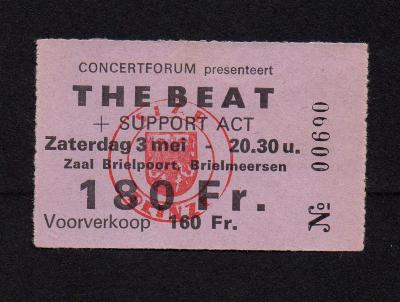 CONCERTFORUM presenteert
THE BEAT
+ SUPPORT ACT
Zaterdag 3 mei - 20.30 u.
Zaal Brielpoort, Brielmeersen
180 Fr.
Voorverkoop 160 Fr.
№ 00690